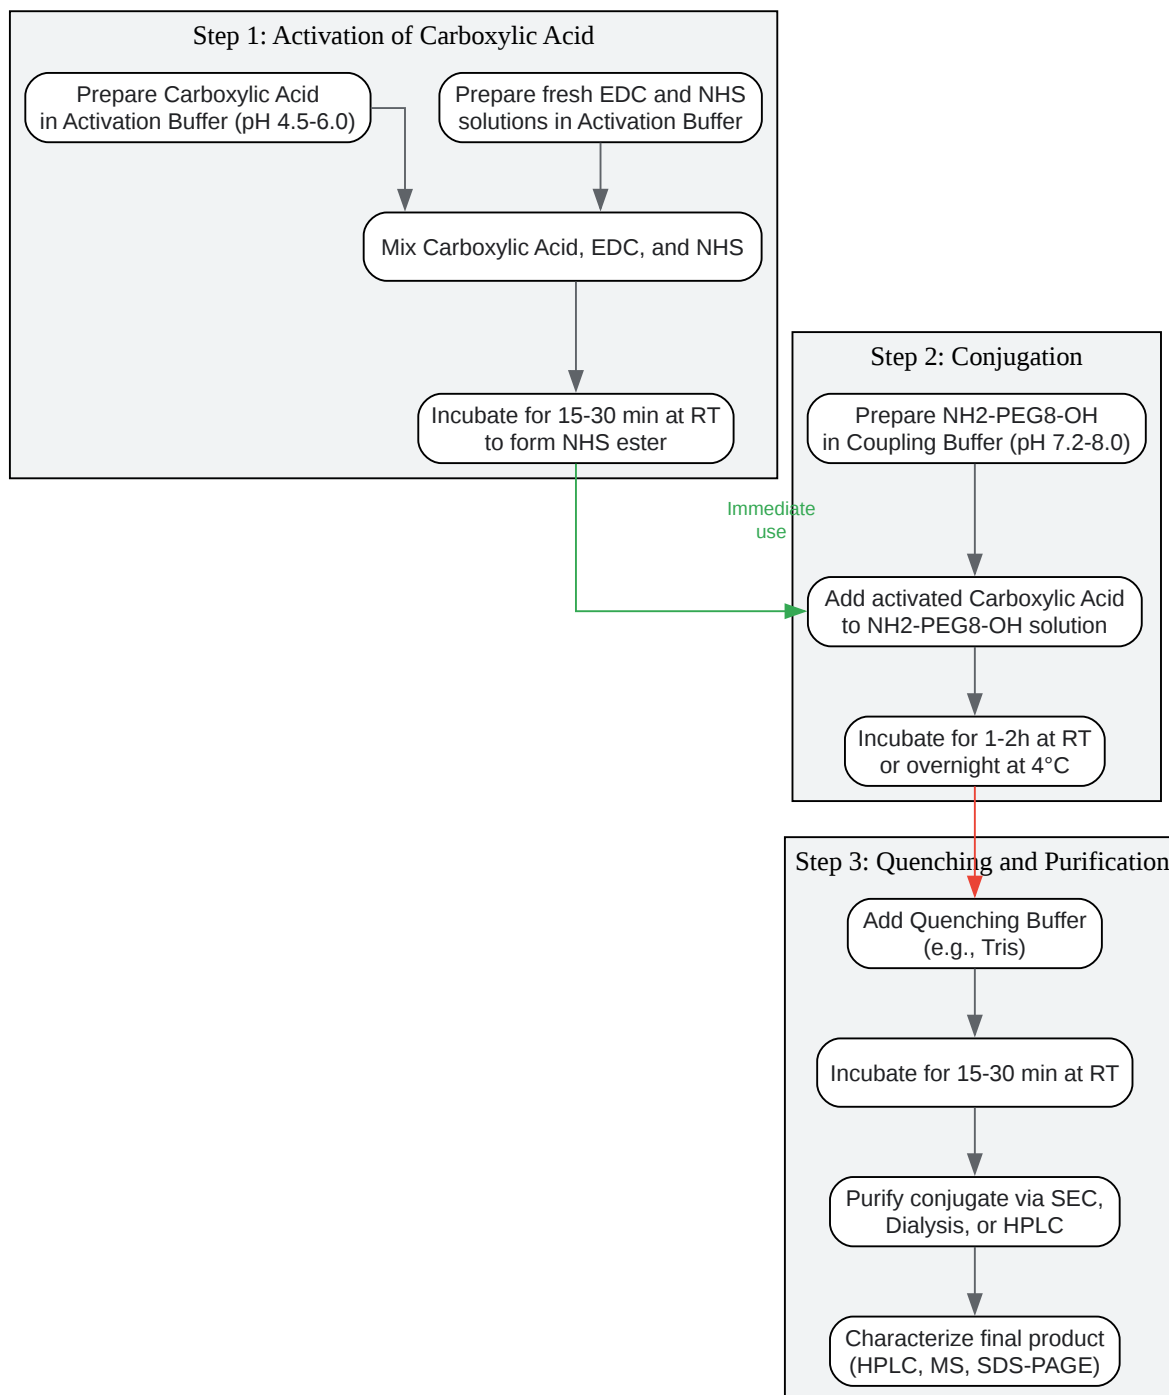 Step 1: Activation of Carboxylic Acid
Prepare Carboxylic Acid
in Activation Buffer (pH 4.5-6.0)
Prepare fresh EDC and NHS
solutions in Activation Buffer
Mix Carboxylic Acid, EDC, and NHS
Incubate for 15-30 min at RT
to form NHS ester
Immediate
use
Step 2: Conjugation
Prepare NH2-PEG8-OH
in Coupling Buffer (pH 7.2-8.0)
Add activated Carboxylic Acid
to NH2-PEG8-OH solution
Incubate for 1-2h at RT
or overnight at 4°C
Step 3: Quenching and Purification
Add Quenching Buffer
(e.g., Tris)
Incubate for 15-30 min at RT
Purify conjugate via SEC,
Dialysis, or HPLC
Characterize final product
(HPLC, MS, SDS-PAGE)